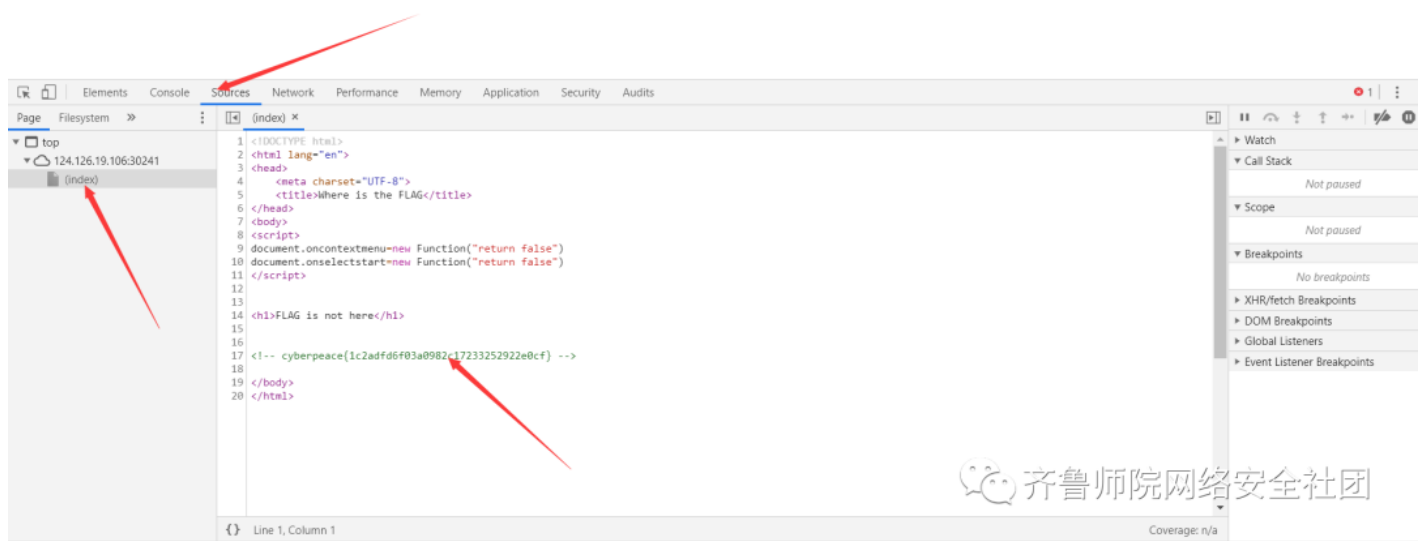 Elements Console Sources Network Performance Memory Application Security Audits 1
Page Filesystem »
(index) ×
top
124.126.19.106:30241
(index)
1 <!DOCTYPE html>
2 <html lang="en">
3 <head>
4 <meta charset="UTF-8">
5 <title>Where is the FLAG</title>
6 </head>
7 <body>
8 <script>
9 document.oncontextmenu=new Function("return false")
10 document.onselectstart=new Function("return false")
11 </script>
12
13
14 <h1>FLAG is not here</h1>
15
16
17 <!-- cyberpeace{1c2adfd6f03a0982c17233252922e0cf} -->
18
19 </body>
20 </html>
Watch
Call Stack
Not paused
Scope
Not paused
Breakpoints
No breakpoints
XHR/fetch Breakpoints
DOM Breakpoints
Global Listeners
Event Listener Breakpoints
齐鲁师院网络安全社团
{} Line 1, Column 1
Coverage: n/a